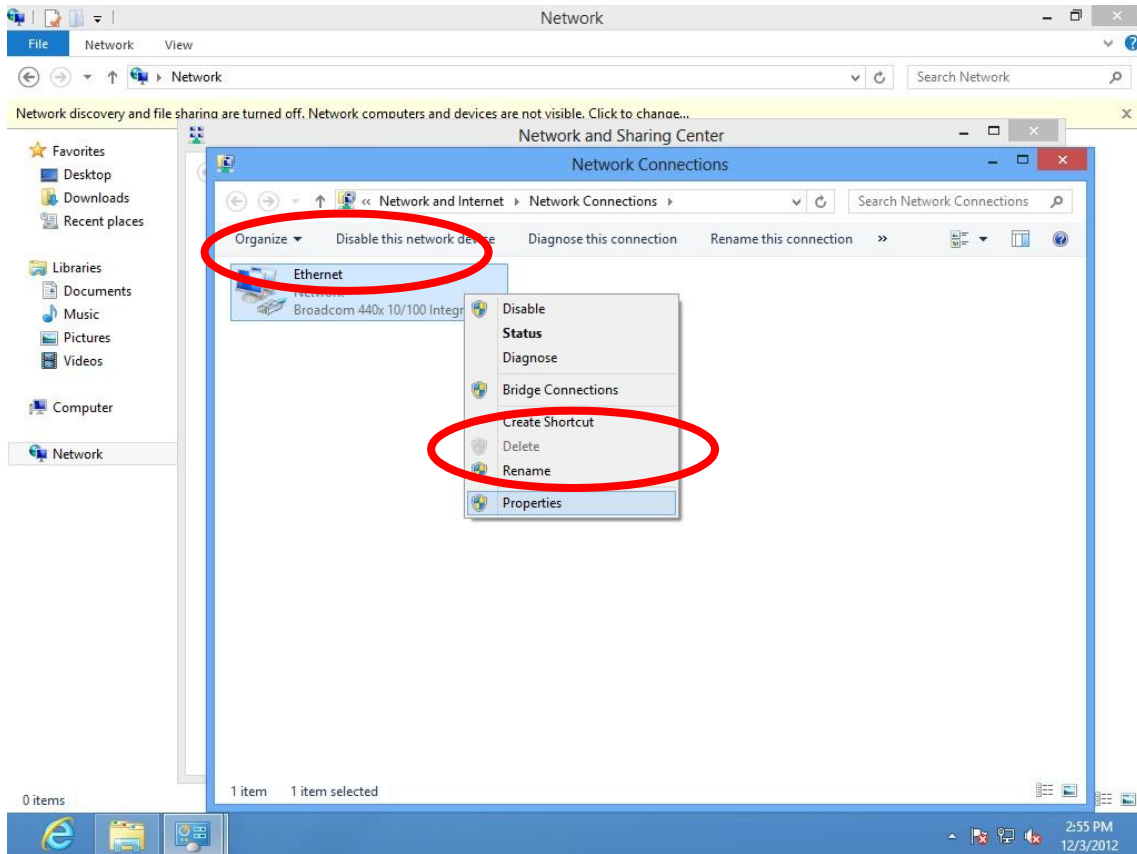 Network
File Network View
Network
Search Network
Network discovery and file sharing are turned off. Network computers and devices are not visible. Click to change...
Network and Sharing Center
Network Connections
« Network and Internet Network Connections
Search Network Connections
Organize Disable this network device Diagnose this connection Rename this connection »
Favorites
Desktop
Downloads
Recent places
Libraries
Documents
Music
Pictures
Videos
Computer
Network
Ethernet
Network
Broadcom 440x 10/100 Integr
Disable
Status
Diagnose
Bridge Connections
Create Shortcut
Delete
Rename
Properties
1 item 1 item selected
0 items
2:55 PM
12/3/2012